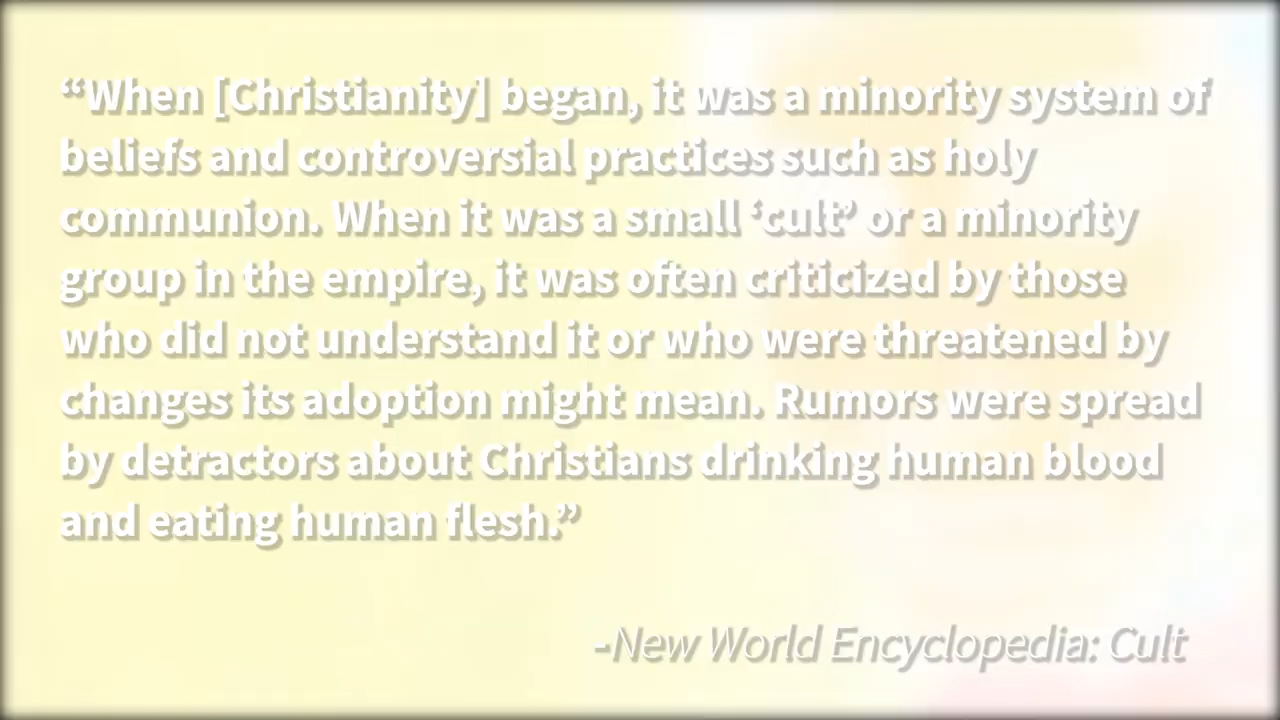 “When [Christianity] began, it was a minority system of
beliefs and controversial practices such as holy
communion. When it was a small ‘cult’ or a minority
group in the empire, it was often criticized by those
who did not understand it or who were threatened by
changes its adoption might mean. Rumors were spread
by detractors about Christians drinking human blood
and eating human flesh.”
-New World Encyclopedia: Cult